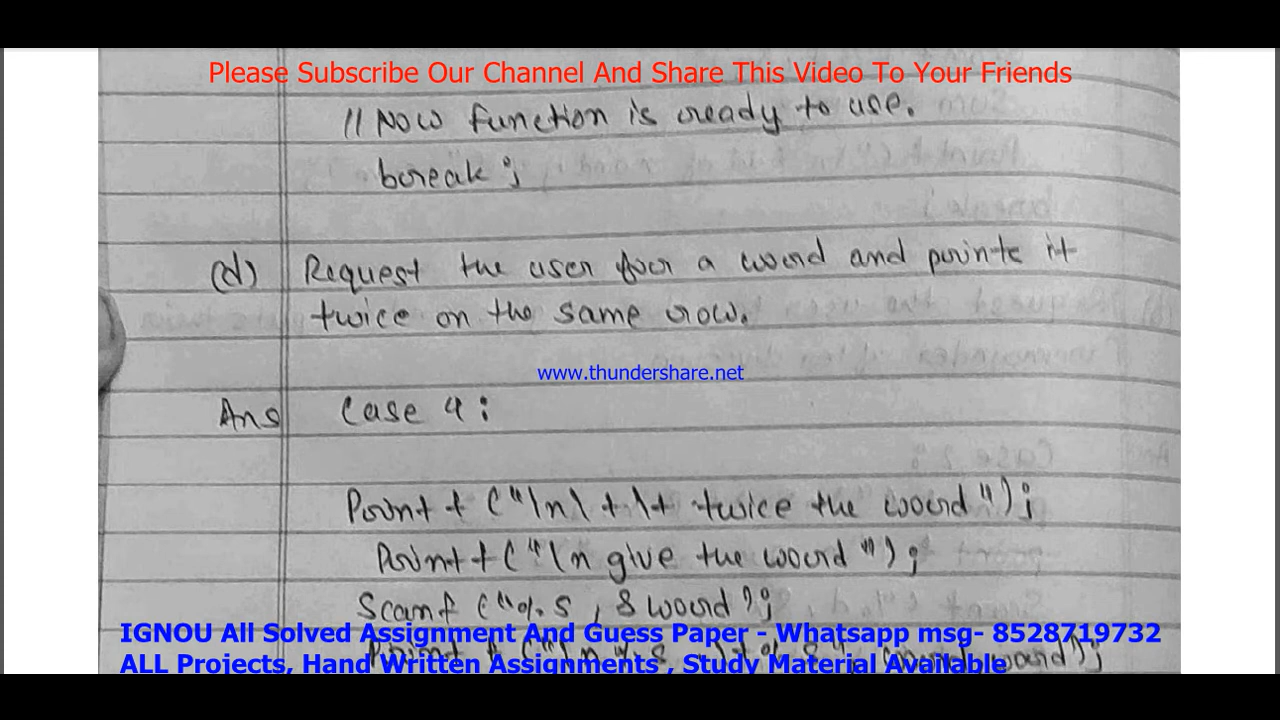 Please Subscribe Our Channel And Share This Video To Your Friends
// Now function is ready to use.
break;
(d) Request the user for a word and prints it
twice on the same row.
www.thundershare.net
Ans Case 4:
Printf ("\n\t\t twice the word");
Printf ("\n give the word");
Scanf ("%s, &word);
IGNOU All Solved Assignment And Guess Paper - Whatsapp msg- 8528719732
ALL Projects, Hand Written Assignments , Study Material Available